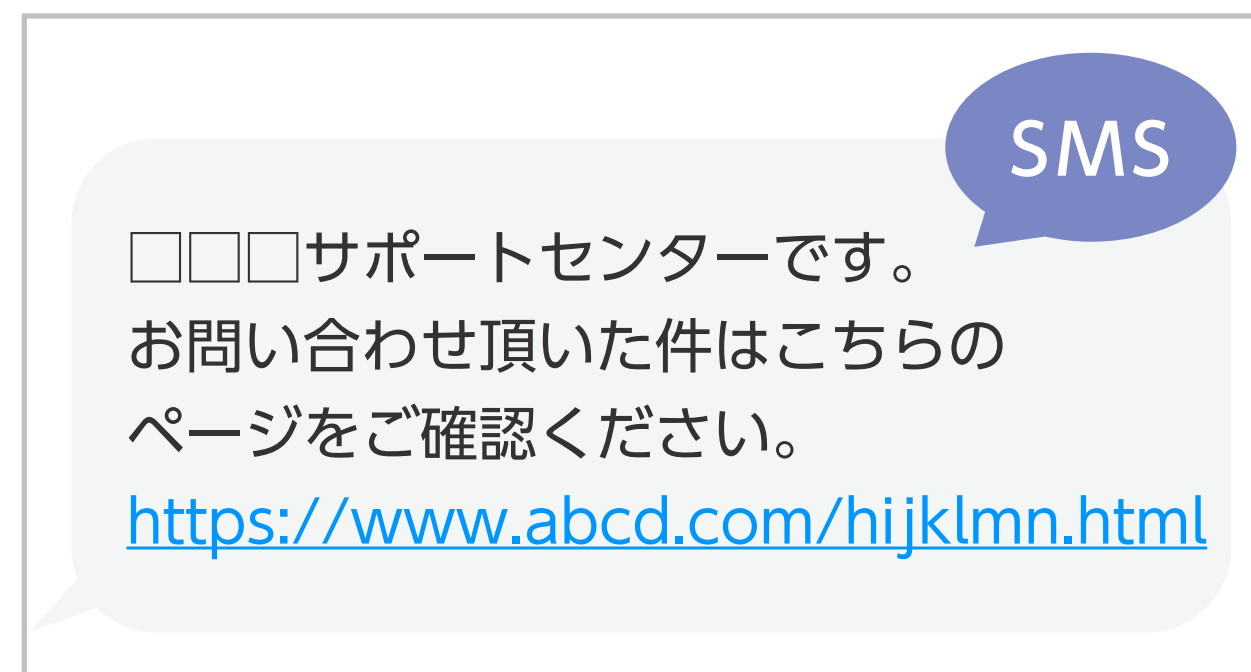 SMS
□□□サポートセンターです。
お問い合わせ頂いた件はこちらの
ページをご確認ください。
https://www.abcd.com/hijklmn.html